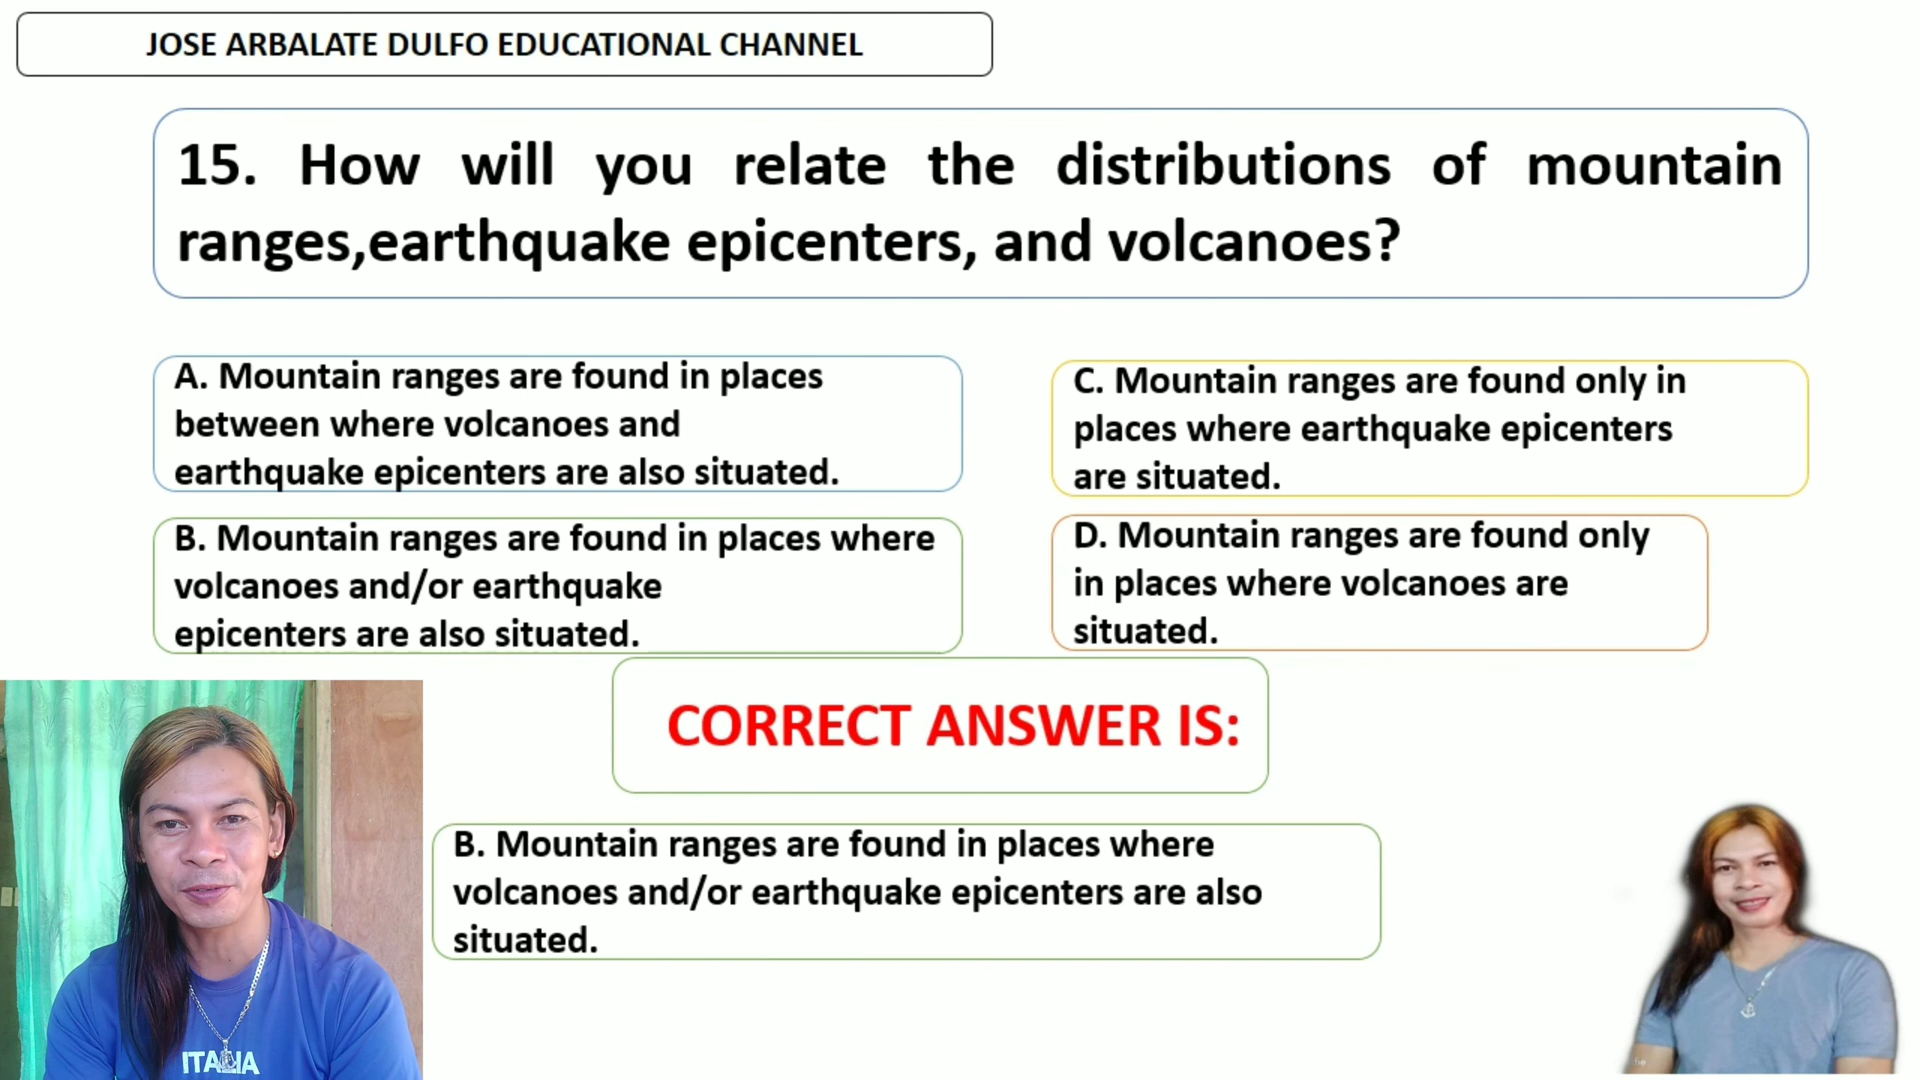 JOSE ARBALATE DULFO EDUCATIONAL CHANNEL
15. How will you relate the distributions of mountain
ranges,earthquake epicenters, and volcanoes?
A. Mountain ranges are found in places
between where volcanoes and
earthquake epicenters are also situated.
B. Mountain ranges are found in places where
volcanoes and/or earthquake
epicenters are also situated.
C. Mountain ranges are found only in
places where earthquake epicenters
are situated.
D. Mountain ranges are found only
in places where volcanoes are
situated.
CORRECT ANSWER IS:
B. Mountain ranges are found in places where
volcanoes and/or earthquake epicenters are also
situated.
ITALIA